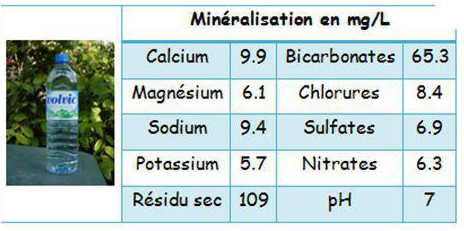 Minéralisation en mg/L
volvic
Calcium 9.9 Bicarbonates 65.3
Magnésium 6.1 Chlorures 8.4
Sodium 9.4 Sulfates 6.9
Potassium 5.7 Nitrates 6.3
Résidu sec 109 pH 7